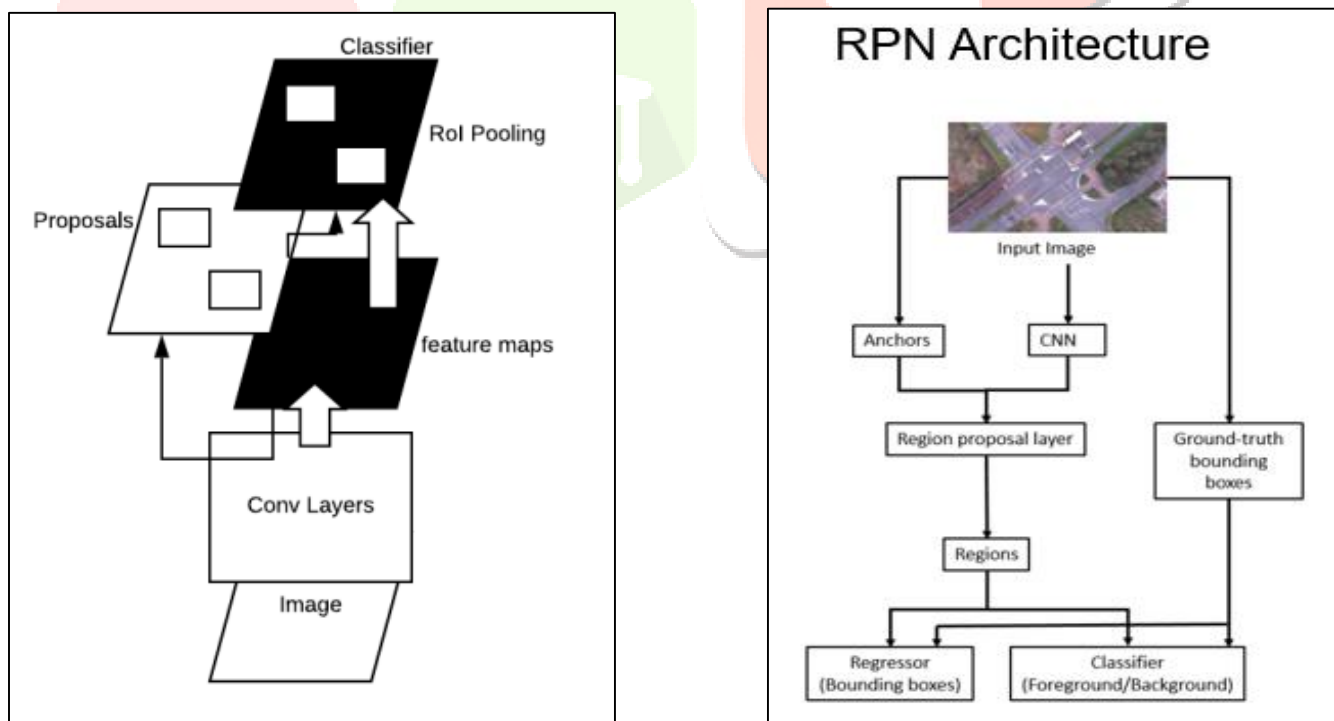 Classifier
RoI Pooling
Proposals
feature maps
Conv Layers
Image
RPN Architecture
Input Image
Anchors
CNN
Region proposal layer
Ground-truth
bounding
boxes
Regions
Regressor
(Bounding boxes)
Classifier
(Foreground/Background)